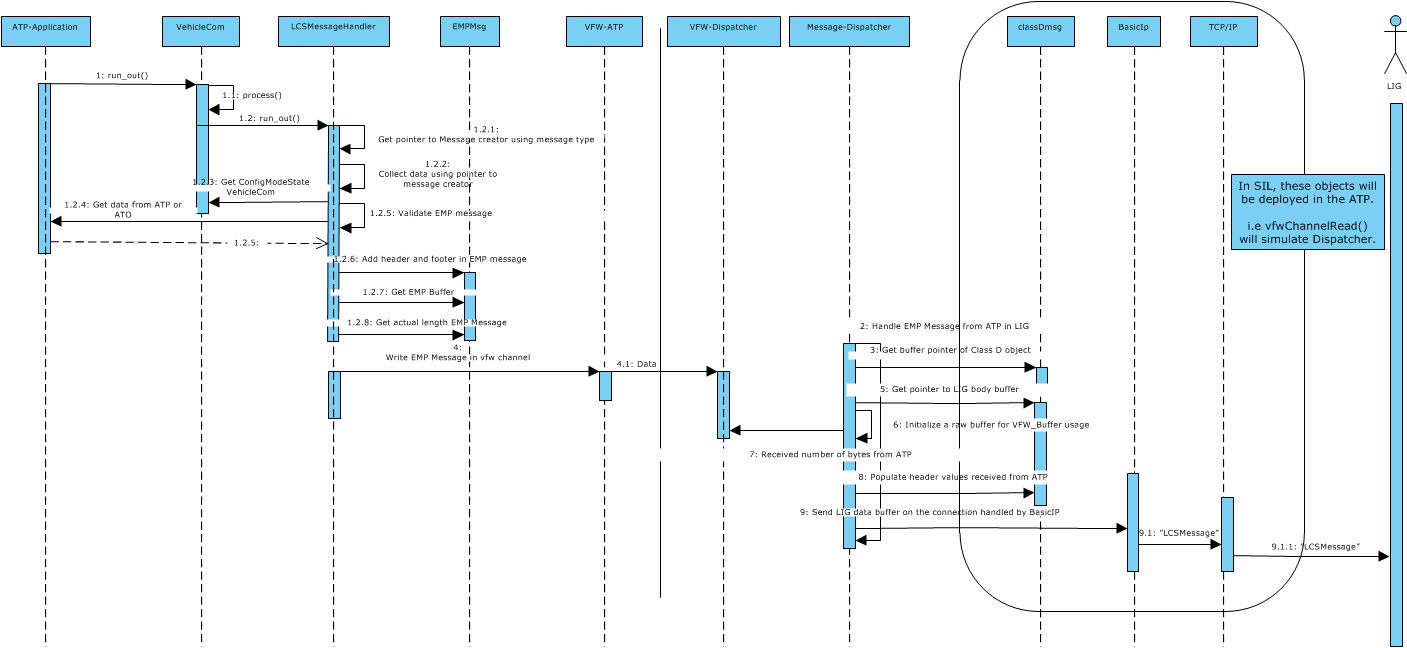 ATP-Application
VehicleCom
LCSMessageHandler
EMPMsg
VFW-ATP
VFW-Dispatcher
Message-Dispatcher
classDmsg
BasicIp
TCP/IP
LIG
1: run_out()
1.1: process()
1.2: run_out()
1.2.1:
Get pointer to Message creator using message type
1.2.2:
Collect data using pointer to
message creator
1.2.3: Get ConfigModeState
VehicleCom
1.2.4: Get data from ATP or
ATO
1.2.5: Validate EMP message
1.2.5:
1.2.6: Add header and footer in EMP message
1.2.7: Get EMP Buffer
1.2.8: Get actual length EMP Message
4:
Write EMP Message in vfw channel
4.1: Data
2: Handle EMP Message from ATP in LIG
3: Get buffer pointer of Class D object
5: Get pointer to LIG body buffer
6: Initialize a raw buffer for VFW_Buffer usage
7: Received number of bytes from ATP
8: Populate header values received from ATP
9: Send LIG data buffer on the connection handled by BasicIP
9.1: "LCSMessage"
9.1.1: "LCSMessage"
In SIL, these objects will
be deployed in the ATP.
i.e vfwChannelRead()
will simulate Dispatcher.